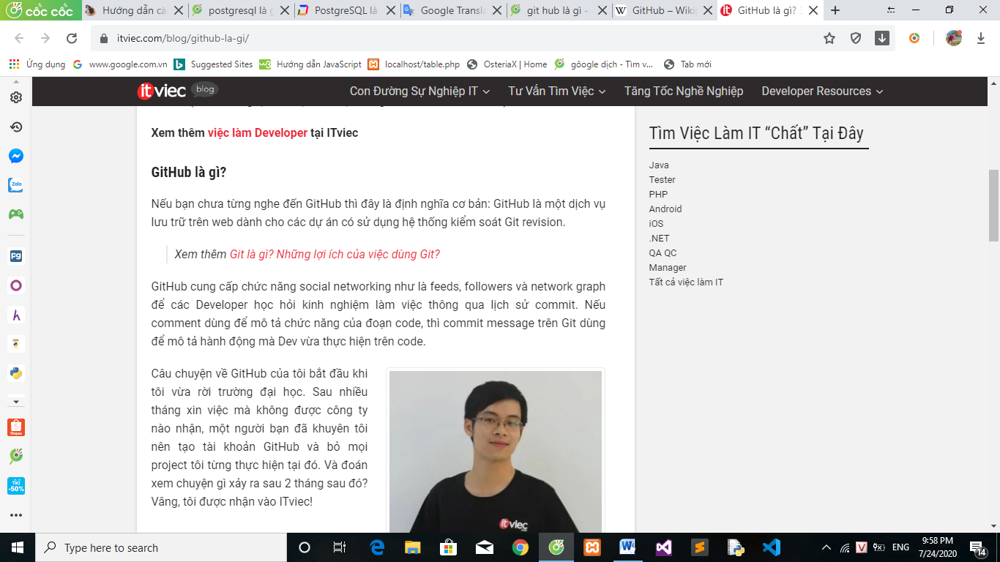 cốc cốc
Hướng dẫn cà
postgresql là g
PostgreSQL là
Google Transla
git hub là gì -
GitHub – Wiki
GitHub là gì? 3
itviec.com/blog/github-la-gi/
Ứng dụng
www.google.com.vn
Suggested Sites
Hướng dẫn JavaScript
localhost/table.php
OsteriaX | Home
gôogle dịch - Tìm v...
Tab mới
itviec blog
Con Đường Sự Nghiệp IT
Tư Vấn Tìm Việc
Tăng Tốc Nghề Nghiệp
Developer Resources
Xem thêm việc làm Developer tại ITviec
GitHub là gì?
Nếu bạn chưa từng nghe đến GitHub thì đây là định nghĩa cơ bản: GitHub là một dịch vụ
lưu trữ trên web dành cho các dự án có sử dụng hệ thống kiểm soát Git revision.
Xem thêm Git là gì? Những lợi ích của việc dùng Git?
GitHub cung cấp chức năng social networking như là feeds, followers và network graph
để các Developer học hỏi kinh nghiệm làm việc thông qua lịch sử commit. Nếu
comment dùng để mô tả chức năng của đoạn code, thì commit message trên Git dùng
để mô tả hành động mà Dev vừa thực hiện trên code.
Câu chuyện về GitHub của tôi bắt đầu khi
tôi vừa rời trường đại học. Sau nhiều
tháng xin việc mà không được công ty
nào nhận, một người bạn đã khuyên tôi
nên tạo tài khoản GitHub và bỏ mọi
project tôi từng thực hiện tại đó. Và đoán
xem chuyện gì xảy ra sau 2 tháng sau đó?
Vâng, tôi được nhận vào ITviec!
itviec
Tìm Việc Làm IT “Chất” Tại Đây
Java
Tester
PHP
Android
iOS
.NET
QA QC
Manager
Tất cả việc làm IT
Zalo
Pg
h
Shopee
TIKI
-50%
Type here to search
ENG
9:58 PM
7/24/2020
14